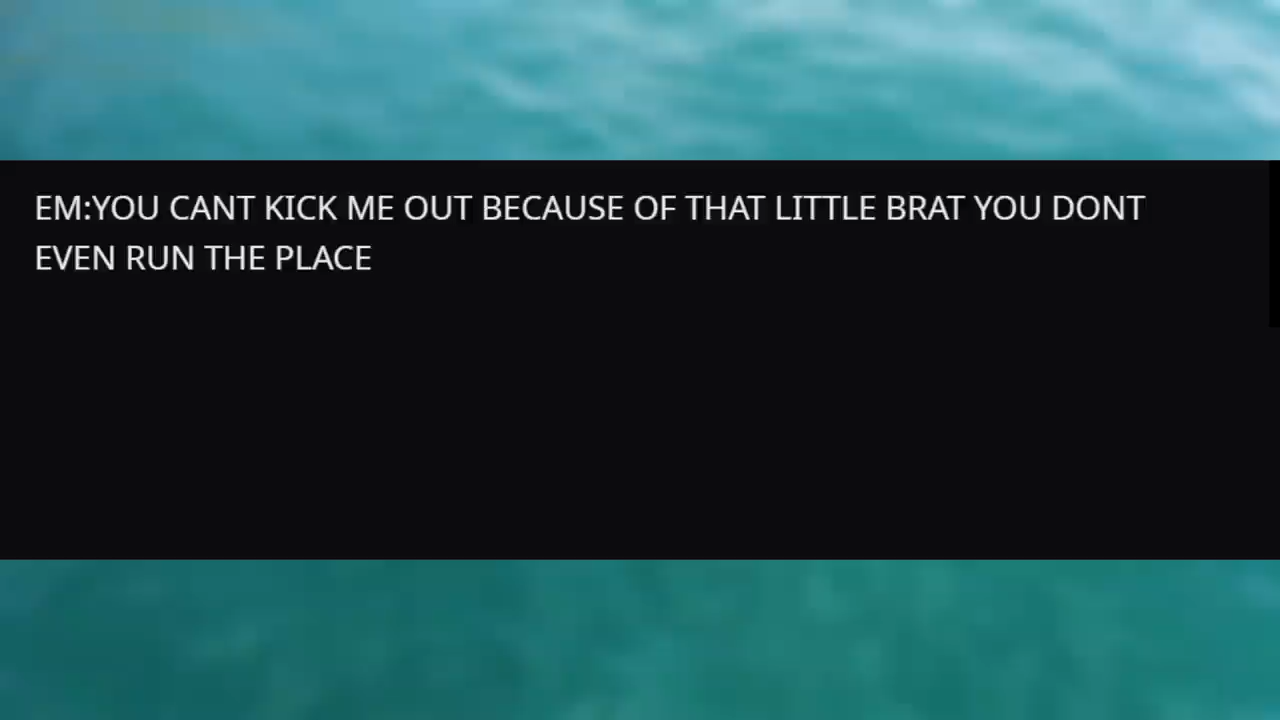 EM:YOU CANT KICK ME OUT BECAUSE OF THAT LITTLE BRAT YOU DONT
EVEN RUN THE PLACE